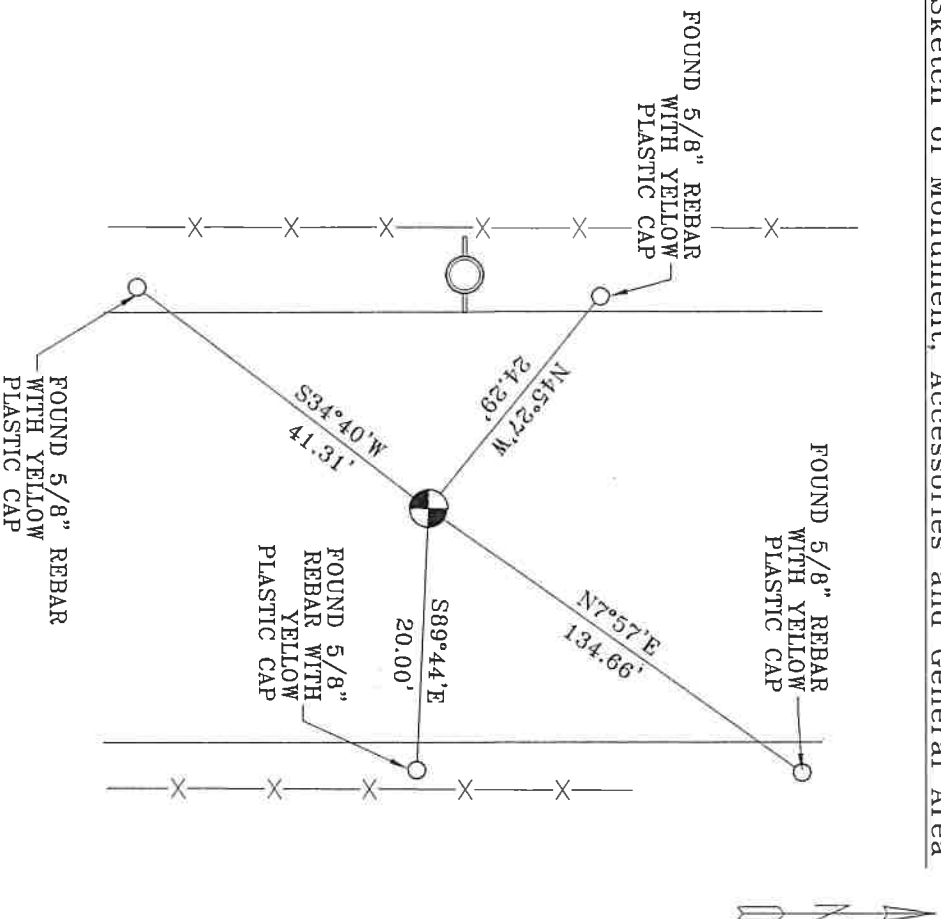 Sketch of Monument, Accessories and General Area
FOUND 5/8" REBAR
WITH YELLOW
PLASTIC CAP
FOUND 5/8" REBAR
WITH YELLOW
PLASTIC CAP
N45°27'W
24.29'
N7°57'E
134.66'
S34°40'W
41.31'
S89°44'E
20.00'
FOUND 5/8"
REBAR WITH
YELLOW
PLASTIC CAP
FOUND 5/8" REBAR
WITH YELLOW
PLASTIC CAP
X X X X X X
X X X X X
N